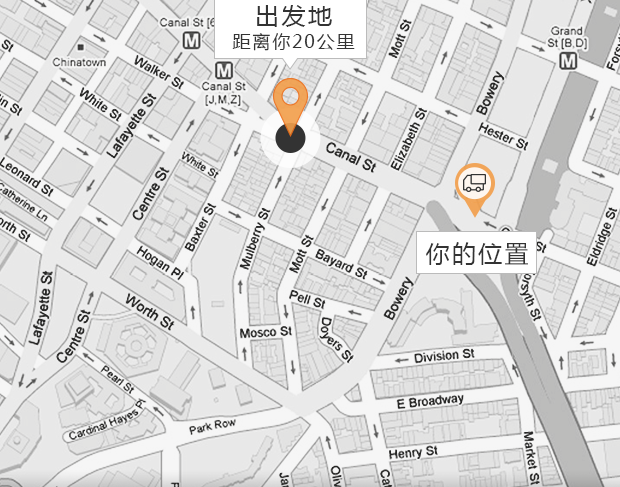 出发地
距离你20公里
Canal St [6
Mott St
Grand
St [B,D]
Chinatown
Walker St
Canal St
[J,M,Z]
Bowery
White St
Lafayette St
Elizabeth St
Hester St
Canal St
White St
Leonard St
Centre St
Catherine Ln
Baxter St
Mulberry St
Mott St
你的位置
Eldridge St
Hogan Pl
Bayard St
Bowery
Lafayette St
Centre St
Worth St
Pell St
Mosco St
Doyers St
Division St
Pearl St
E Broadway
Cardinal Hayes Pl
Park Row
Henry St
Market St